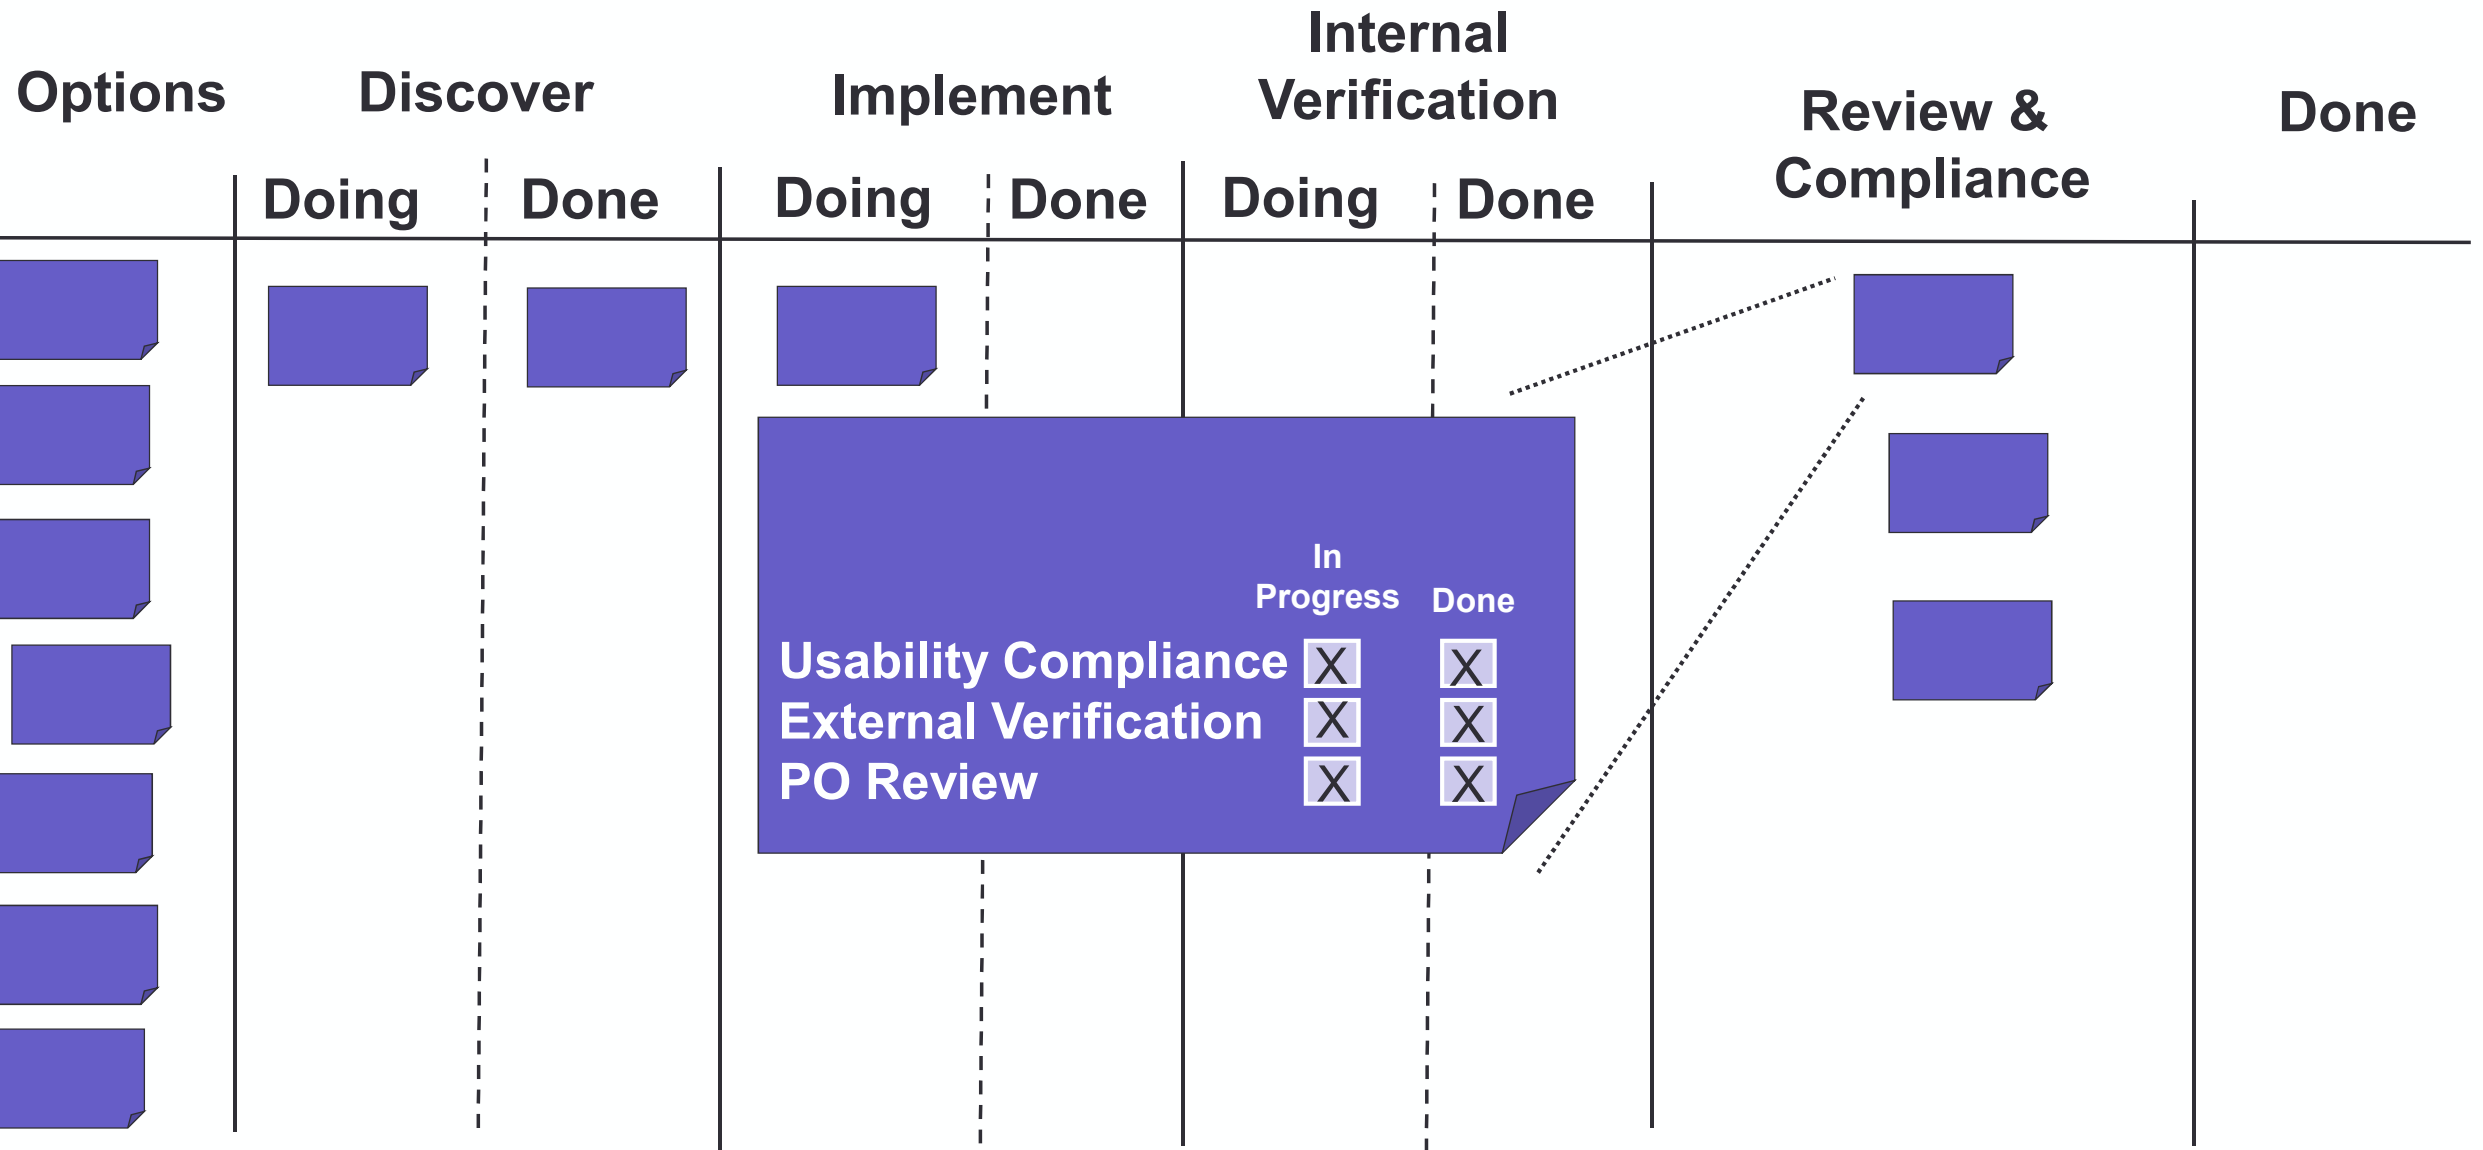 Options
Discover
Implement
Internal
Verification
Review &
Compliance
Done
Doing
Done
Doing
Done
Doing
Done
In
Progress
Done
Usability Compliance X X
External Verification X X
PO Review X X